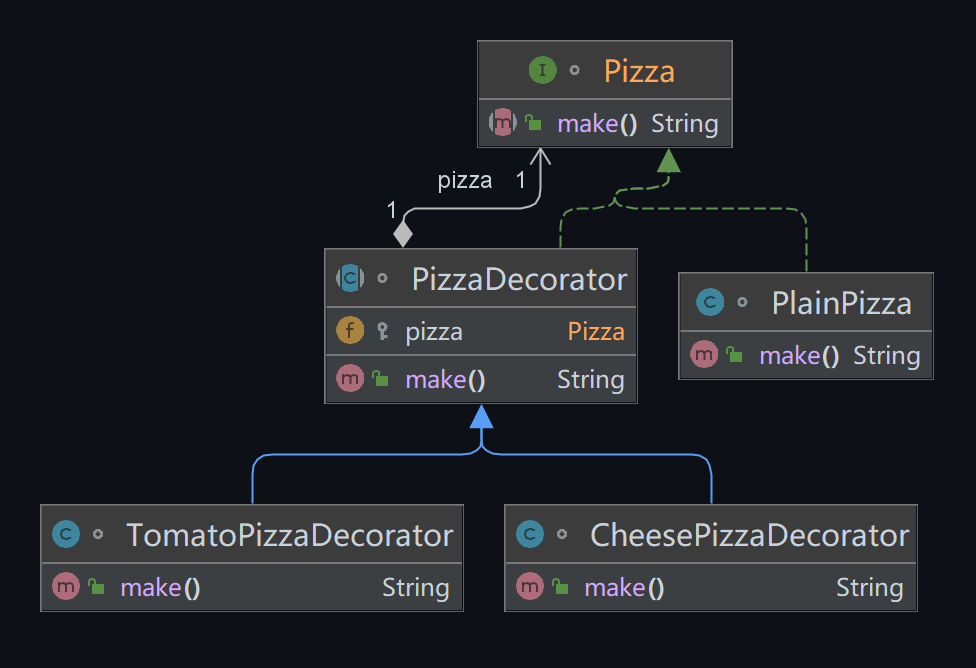 I Pizza
m make() String
pizza 1
1
C PizzaDecorator
f pizza Pizza
m make() String
C PlainPizza
m make() String
C TomatoPizzaDecorator
m make() String
C CheesePizzaDecorator
m make() String